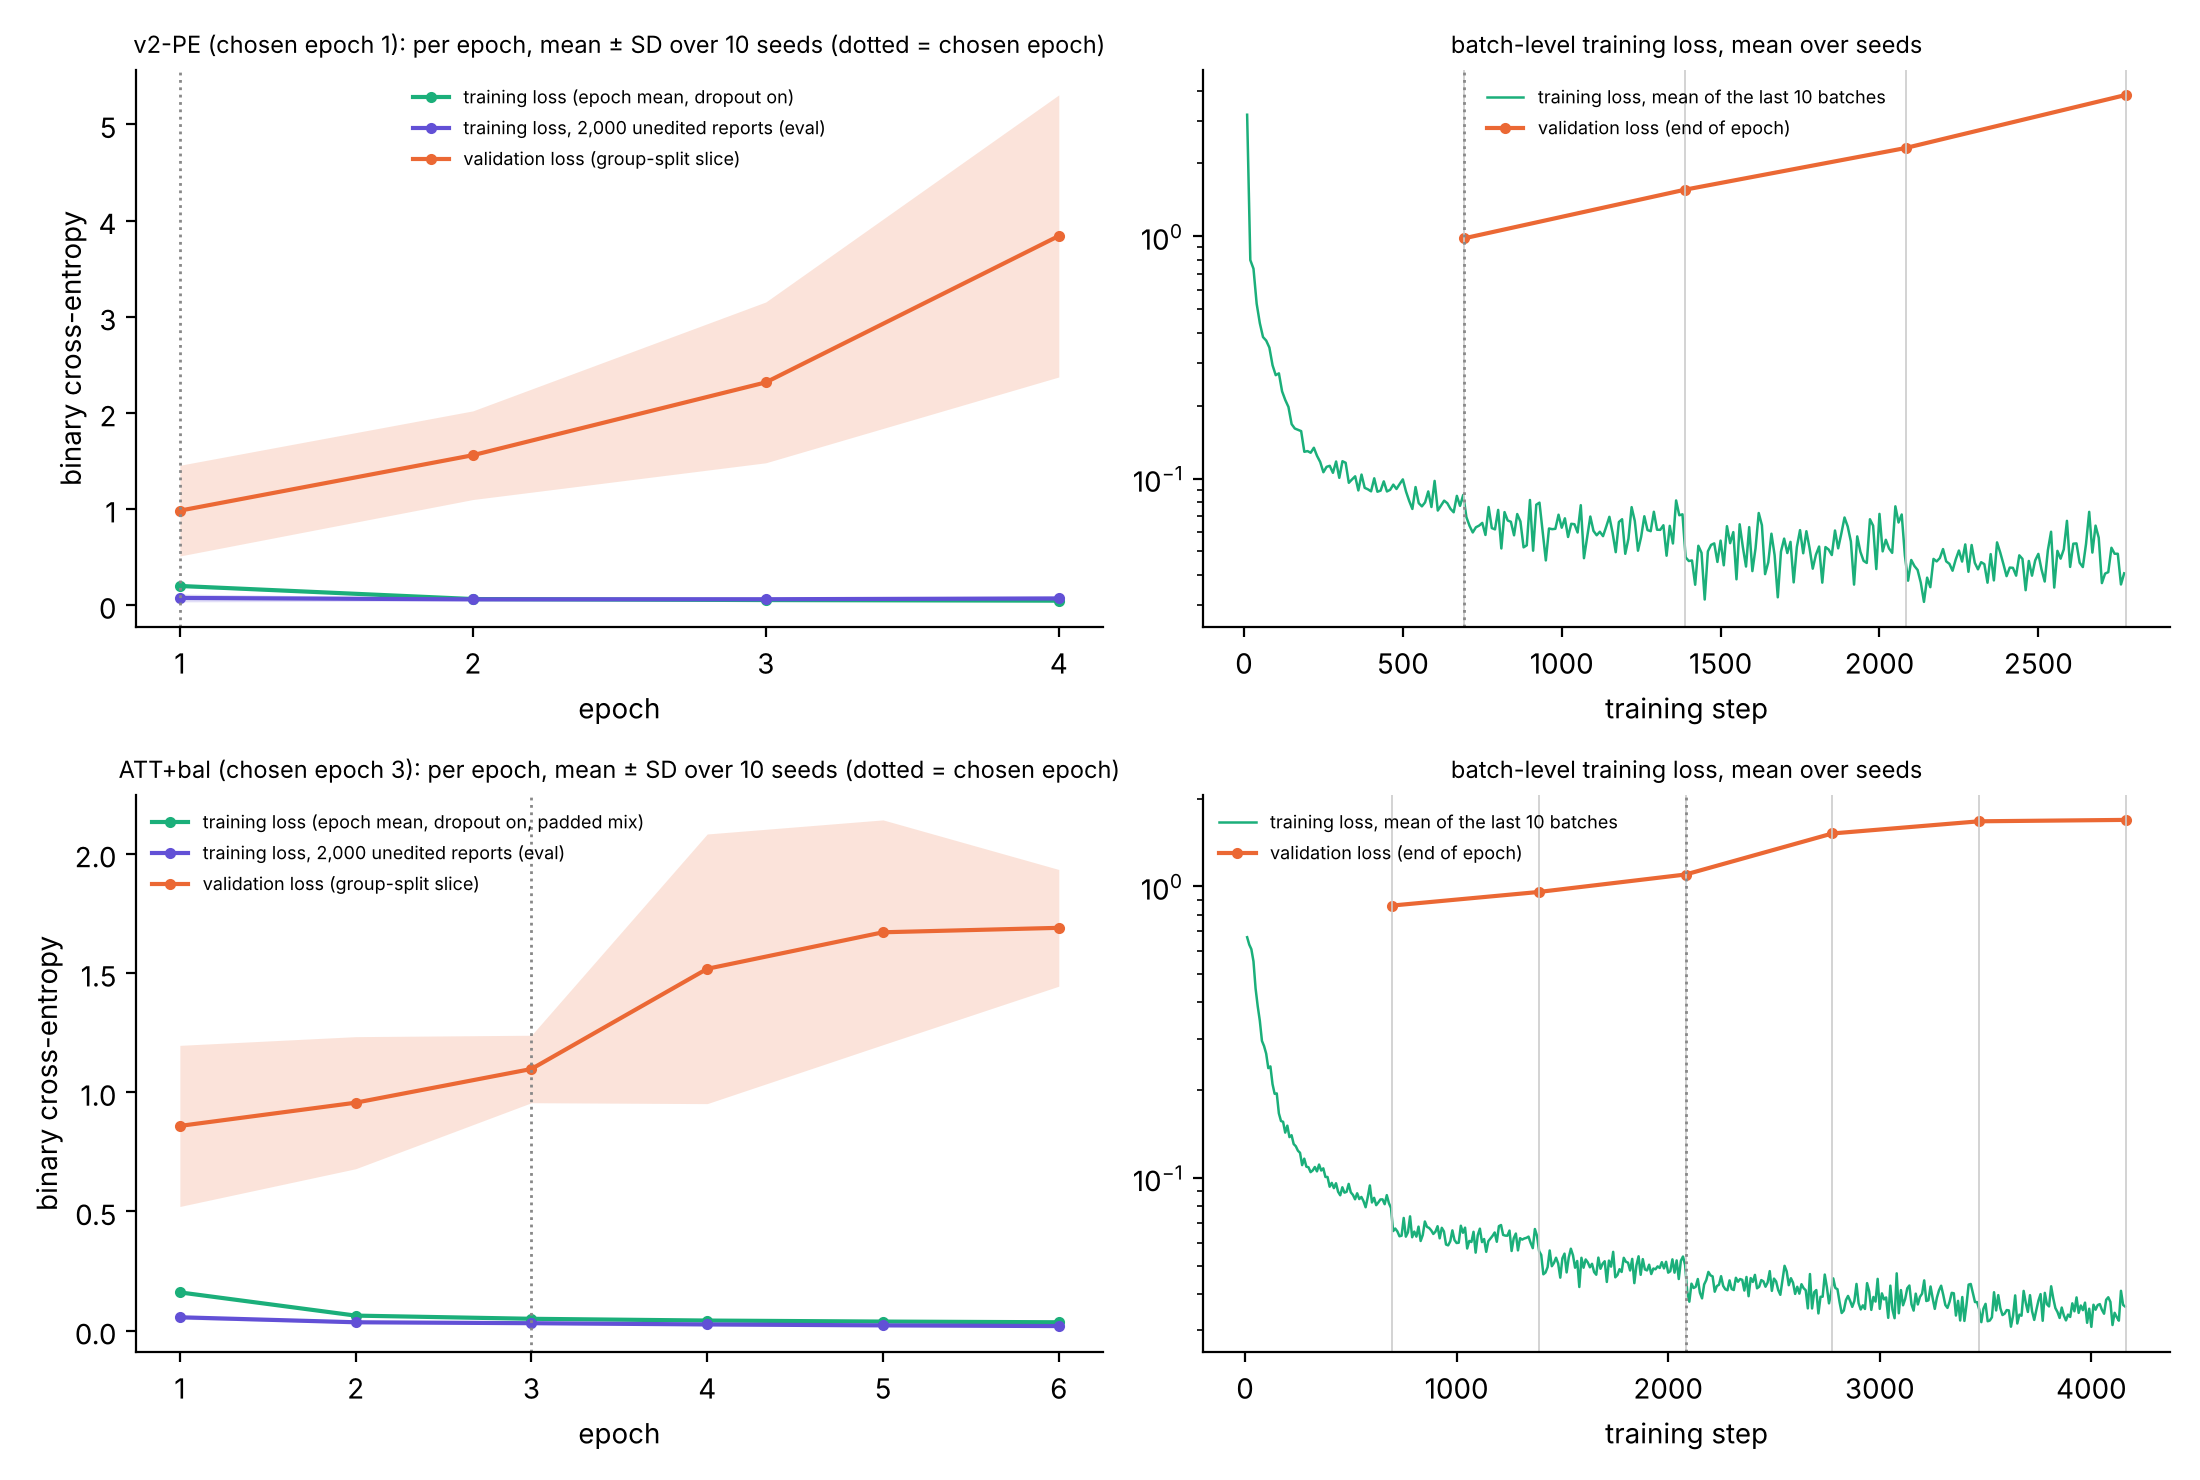 v2-PE (chosen epoch 1): per epoch, mean ± SD over 10 seeds (dotted = chosen epoch)
training loss (epoch mean, dropout on)
training loss, 2,000 unedited reports (eval)
validation loss (group-split slice)
binary cross-entropy
5
4
3
2
1
0
1
2
3
4
epoch
batch-level training loss, mean over seeds
training loss, mean of the last 10 batches
validation loss (end of epoch)
10⁰
10⁻¹
0
500
1000
1500
2000
2500
training step
ATT+bal (chosen epoch 3): per epoch, mean ± SD over 10 seeds (dotted = chosen epoch)
training loss (epoch mean, dropout on, padded mix)
training loss, 2,000 unedited reports (eval)
validation loss (group-split slice)
binary cross-entropy
2.0
1.5
1.0
0.5
0.0
1
2
3
4
5
6
epoch
batch-level training loss, mean over seeds
training loss, mean of the last 10 batches
validation loss (end of epoch)
10⁰
10⁻¹
0
1000
2000
3000
4000
training step